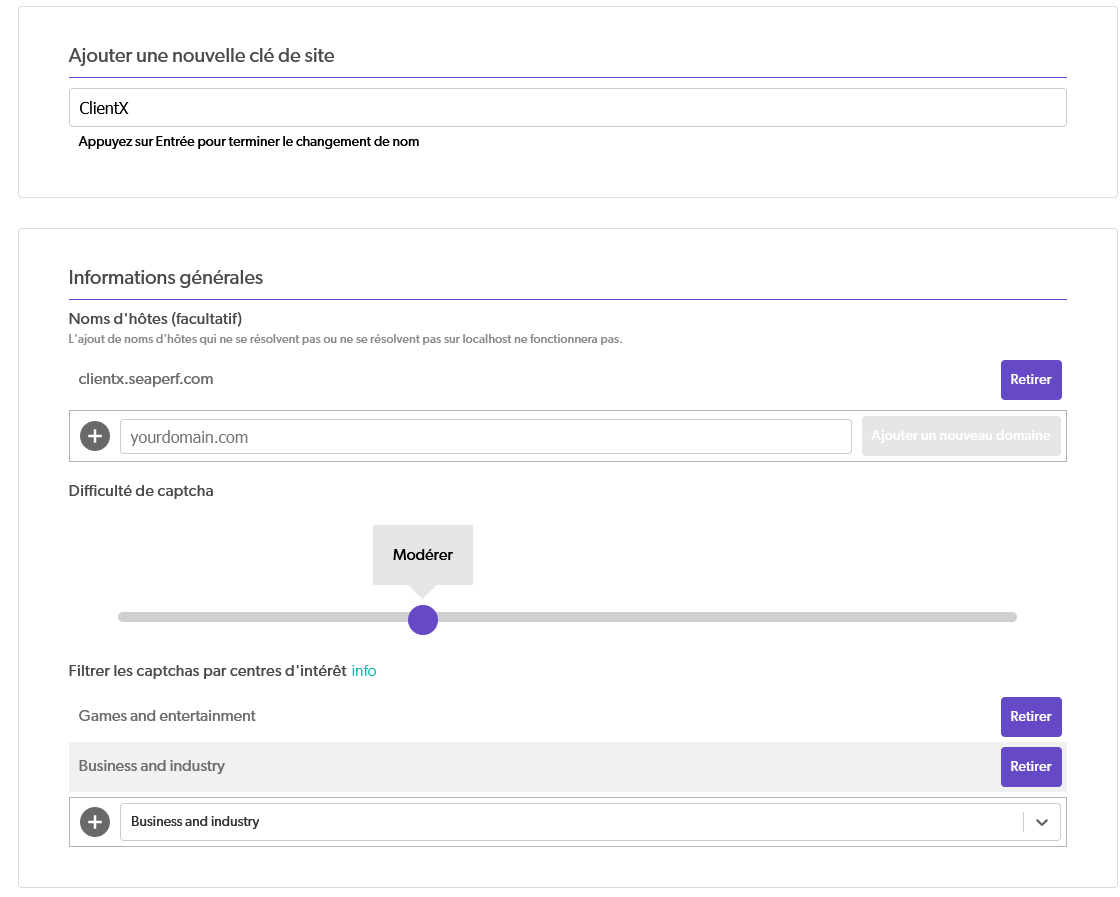 Ajouter une nouvelle clé de site
ClientX
Appuyez sur Entrée pour terminer le changement de nom
Informations générales
Noms d'hôtes (facultatif)
L'ajout de noms d'hôtes qui ne se résolvent pas ou ne se résolvent pas sur localhost ne fonctionnera pas.
clientx.seaperf.com Retirer
yourdomain.com Ajouter un nouveau domaine
Difficulté de captcha
Modérer
Filtrer les captchas par centres d'intérêt info
Games and entertainment Retirer
Business and industry Retirer
Business and industry